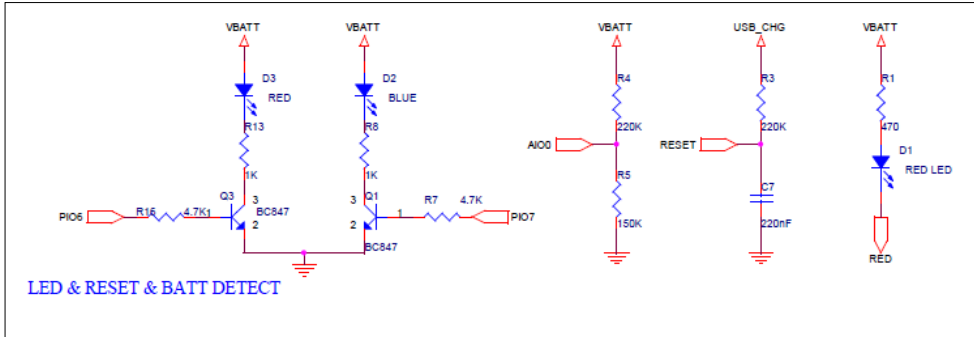 VBATT
D3
RED
R13
1K
Q3
3
BC847
2
PIO6
R16
4.7K
1
VBATT
D2
BLUE
R8
1K
3
Q1
2
BC847
1
R7
4.7K
PIO7
VBATT
R4
220K
AIO0
R5
150K
USB_CHG
R3
220K
RESET
C7
220nF
VBATT
R1
470
D1
RED LED
RED
LED & RESET & BATT DETECT